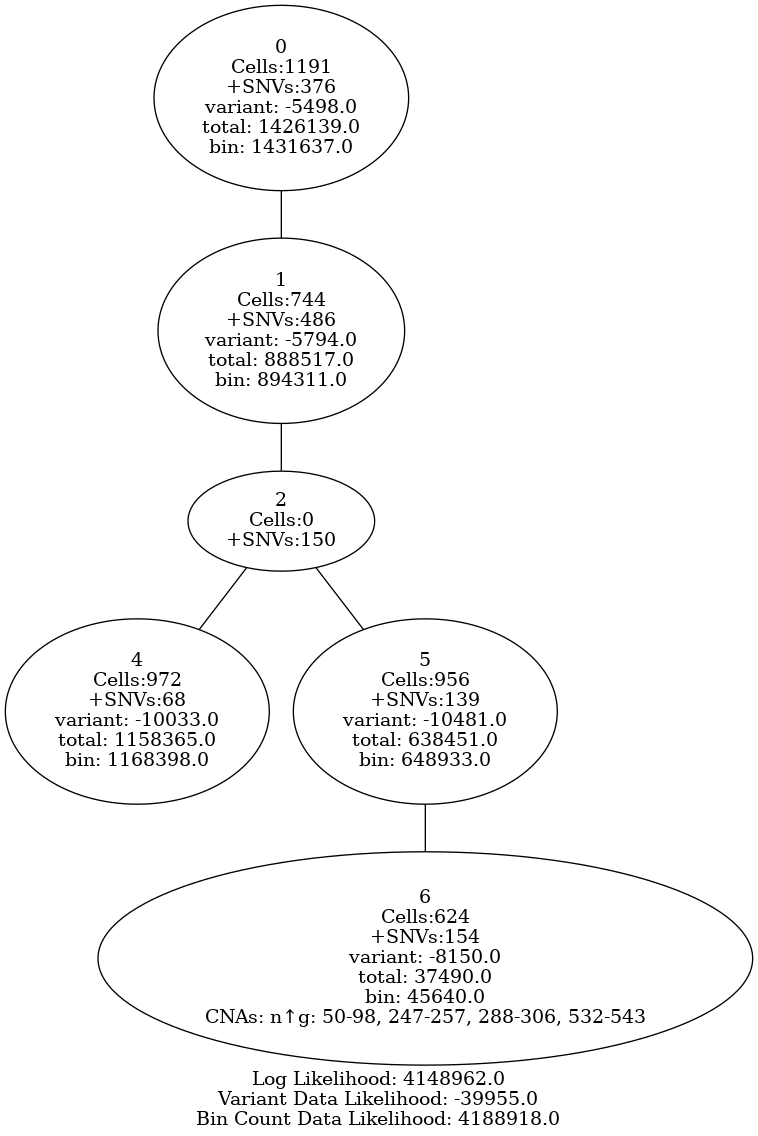 0
Cells:1191
+SNVs:376
variant: -5498.0
total: 1426139.0
bin: 1431637.0
1
Cells:744
+SNVs:486
variant: -5794.0
total: 888517.0
bin: 894311.0
2
Cells:0
+SNVs:150
4
Cells:972
+SNVs:68
variant: -10033.0
total: 1158365.0
bin: 1168398.0
5
Cells:956
+SNVs:139
variant: -10481.0
total: 638451.0
bin: 648933.0
6
Cells:624
+SNVs:154
variant: -8150.0
total: 37490.0
bin: 45640.0
CNAs: n↑g: 50-98, 247-257, 288-306, 532-543
Log Likelihood: 4148962.0
Variant Data Likelihood: -39955.0
Bin Count Data Likelihood: 4188918.0